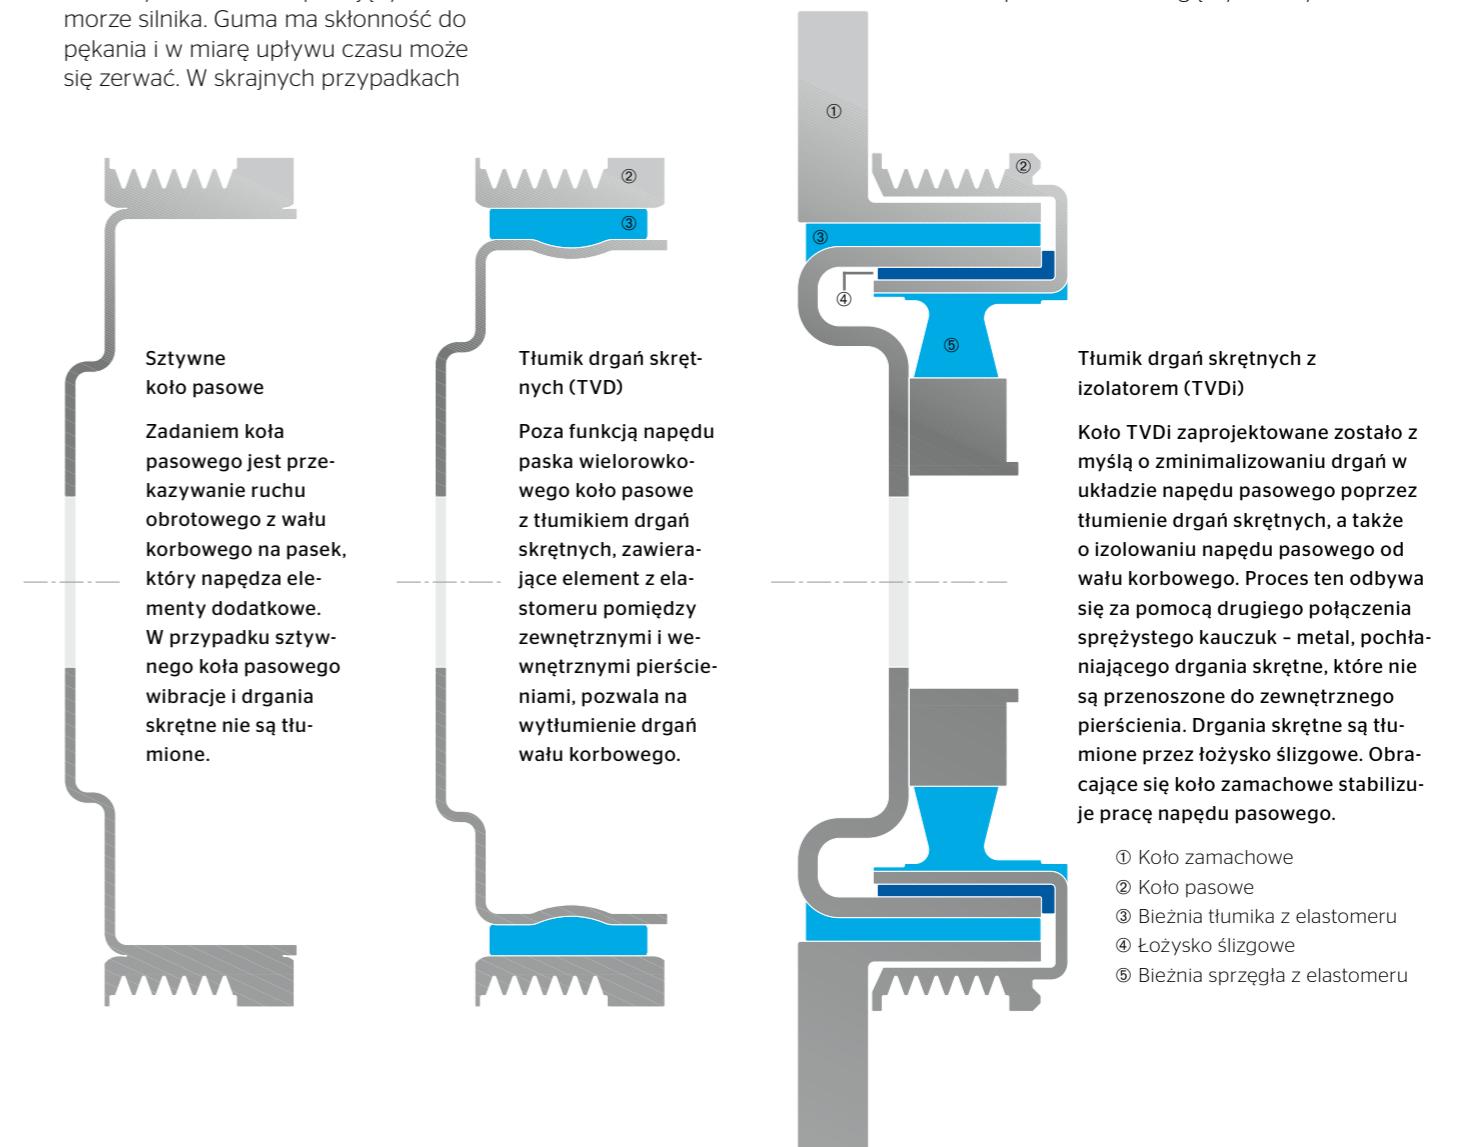 morze silnika. Guma ma skłonność do
pękania i w miarę upływu czasu może
się zerwać. W skrajnych przypadkach
②
③
①
②
③
④
⑤
Sztywne
koło pasowe
Zadaniem koła
pasowego jest prze-
kazywanie ruchu
obrotowego z wału
korbowego na pasek,
który napędza ele-
menty dodatkowe.
W przypadku sztyw-
nego koła pasowego
wibracje i drgania
skrętne nie są tłu-
mione.
Tłumik drgań skręt-
nych (TVD)
Poza funkcją napędu
paska wielorowko-
wego koło pasowe
z tłumikiem drgań
skrętnych, zawiera-
jące element z ela-
stomeru pomiędzy
zewnętrznymi i we-
wnętrznymi pierście-
niami, pozwala na
wytłumienie drgań
wału korbowego.
Tłumik drgań skrętnych z
izolatorem (TVDi)
Koło TVDi zaprojektowane zostało z
myślą o zminimalizowaniu drgań w
układzie napędu pasowego poprzez
tłumienie drgań skrętnych, a także
o izolowaniu napędu pasowego od
wału korbowego. Proces ten odbywa
się za pomocą drugiego połączenia
sprężystego kauczuk – metal, pochła-
niającego drgania skrętne, które nie
są przenoszone do zewnętrznego
pierścienia. Drgania skrętne są tłu-
mione przez łożysko ślizgowe. Obra-
cające się koło zamachowe stabilizu-
je pracę napędu pasowego.
① Koło zamachowe
② Koło pasowe
③ Bieżnia tłumika z elastomeru
④ Łożysko ślizgowe
⑤ Bieżnia sprzęgła z elastomeru